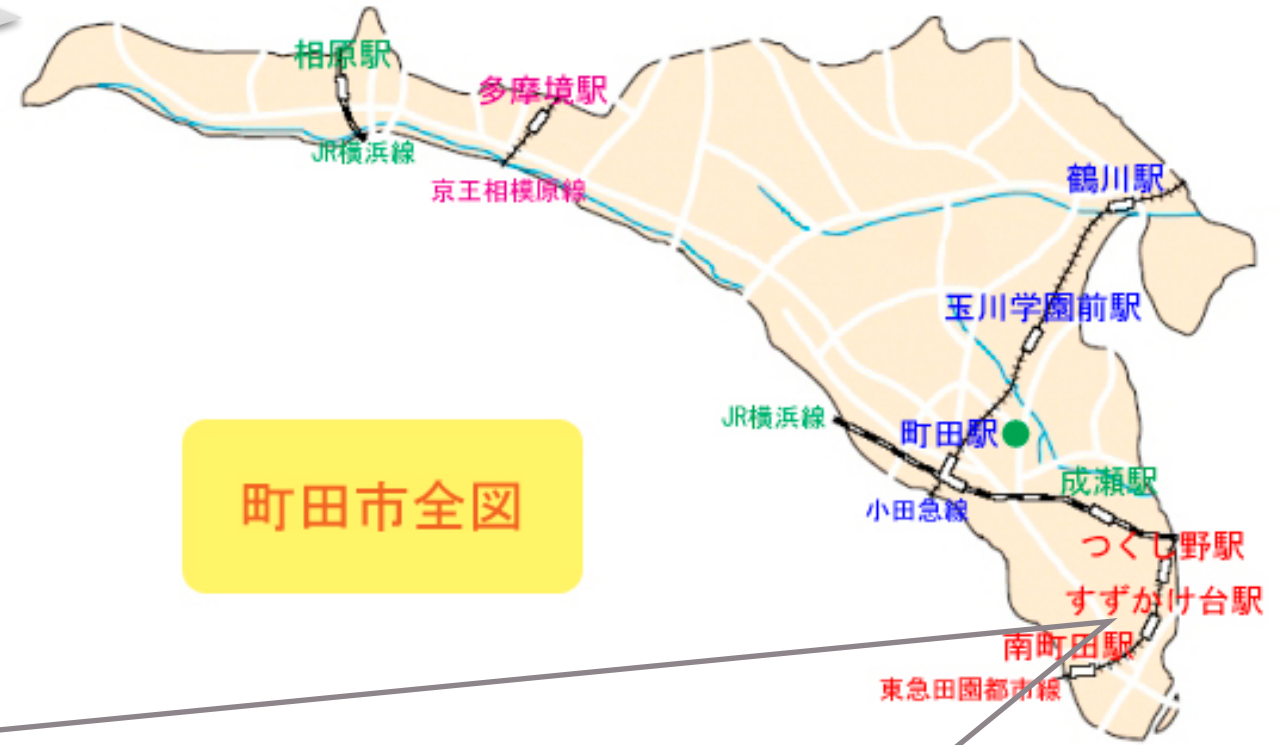 相原駅
多摩境駅
JR横浜線
京王相模原線
鶴川駅
玉川学園前駅
JR横浜線
町田駅
成瀬駅
町田市全図
小田急線
つくし野駅
すずかけ台駅
南町田駅
東急田園都市線